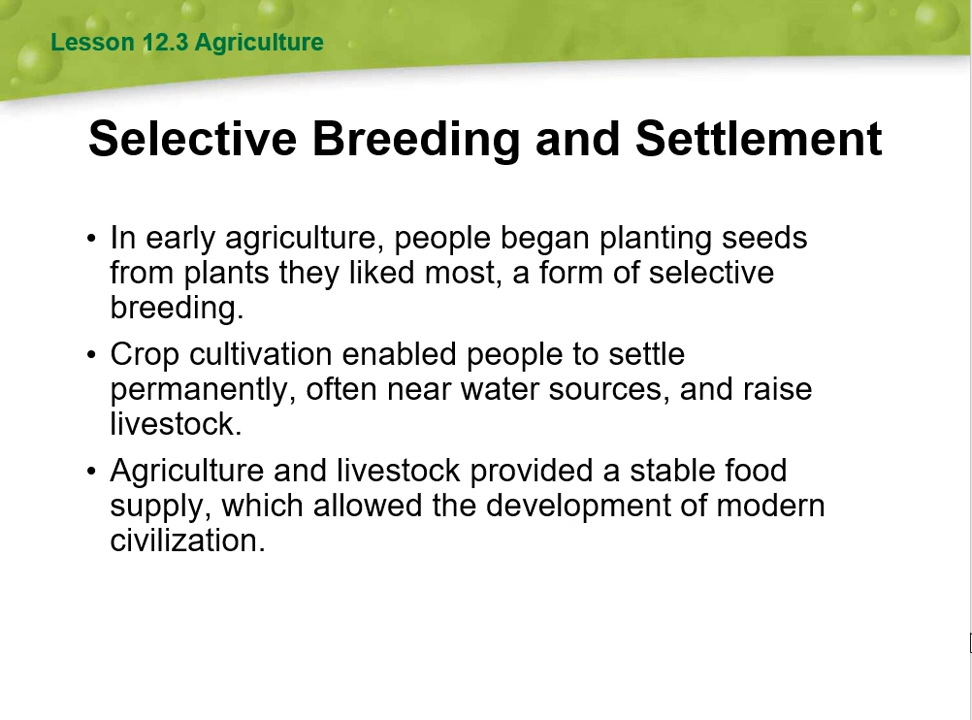 Lesson 12.3 Agriculture
Selective Breeding and Settlement
• In early agriculture, people began planting seeds
from plants they liked most, a form of selective
breeding.
• Crop cultivation enabled people to settle
permanently, often near water sources, and raise
livestock.
• Agriculture and livestock provided a stable food
supply, which allowed the development of modern
civilization.